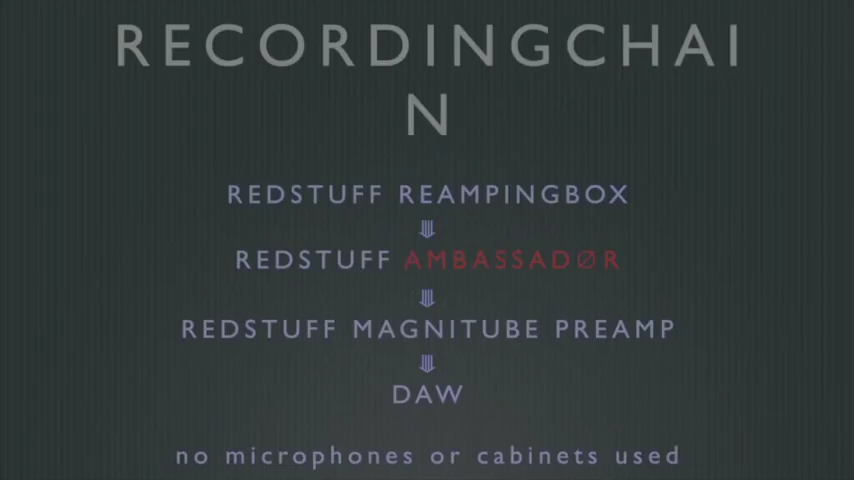 RECORDINGCHAI
N
REDSTUFF REAMPINGBOX
REDSTUFF AMBASSADØR
REDSTUFF MAGNITUBE PREAMP
DAW
no microphones or cabinets used